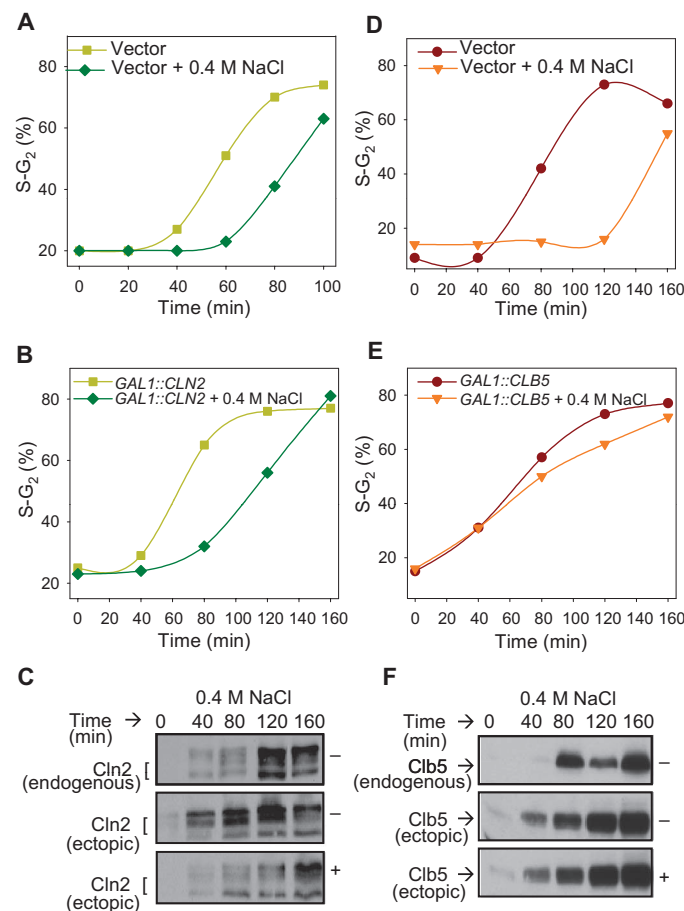 A
Vector
Vector + 0.4 M NaCl
80
60
40
20
S-G2 (%)
0 20 40 60 80 100
Time (min)
D
Vector
Vector + 0.4 M NaCl
80
60
40
20
S-G2 (%)
0 20 40 60 80 100 120 140 160
Time (min)
B
GAL1::CLN2
GAL1::CLN2 + 0.4 M NaCl
80
60
40
20
S-G2 (%)
0 20 40 60 80 100 120 140 160
Time (min)
E
GAL1::CLB5
GAL1::CLB5 + 0.4 M NaCl
80
60
40
20
S-G2 (%)
0 20 40 60 80 100 120 140 160
Time (min)
C
0.4 M NaCl
Time → 0 40 80 120 160
(min)
Cln2 [ –
(endogenous)
Cln2 [ –
(ectopic)
Cln2 [ +
(ectopic)
F
0.4 M NaCl
Time → 0 40 80 120 160
(min)
Clb5 → –
(endogenous)
Clb5 → –
(ectopic)
Clb5 → +
(ectopic)